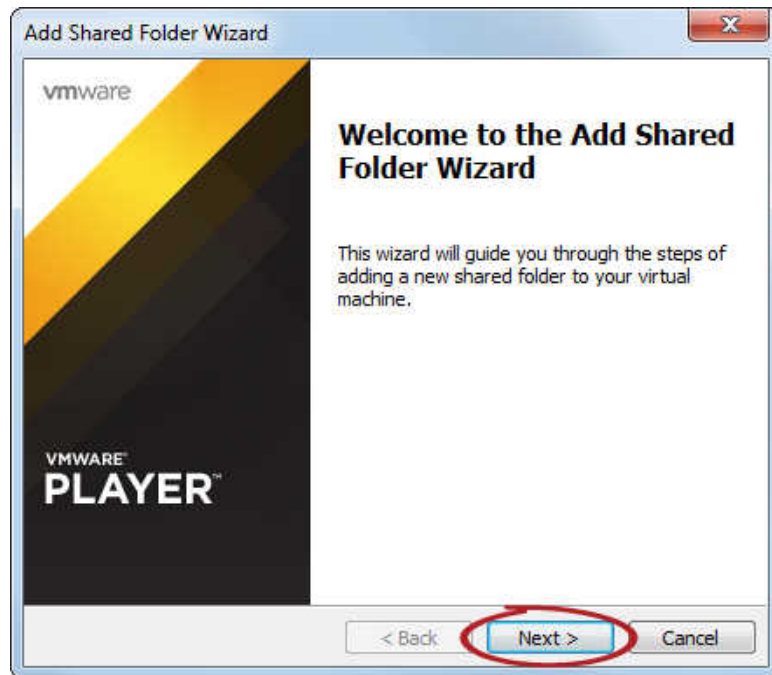 Add Shared Folder Wizard
vmware
Welcome to the Add Shared
Folder Wizard
This wizard will guide you through the steps of
adding a new shared folder to your virtual
machine.
VMWARE®
PLAYER™
< Back
Next >
Cancel